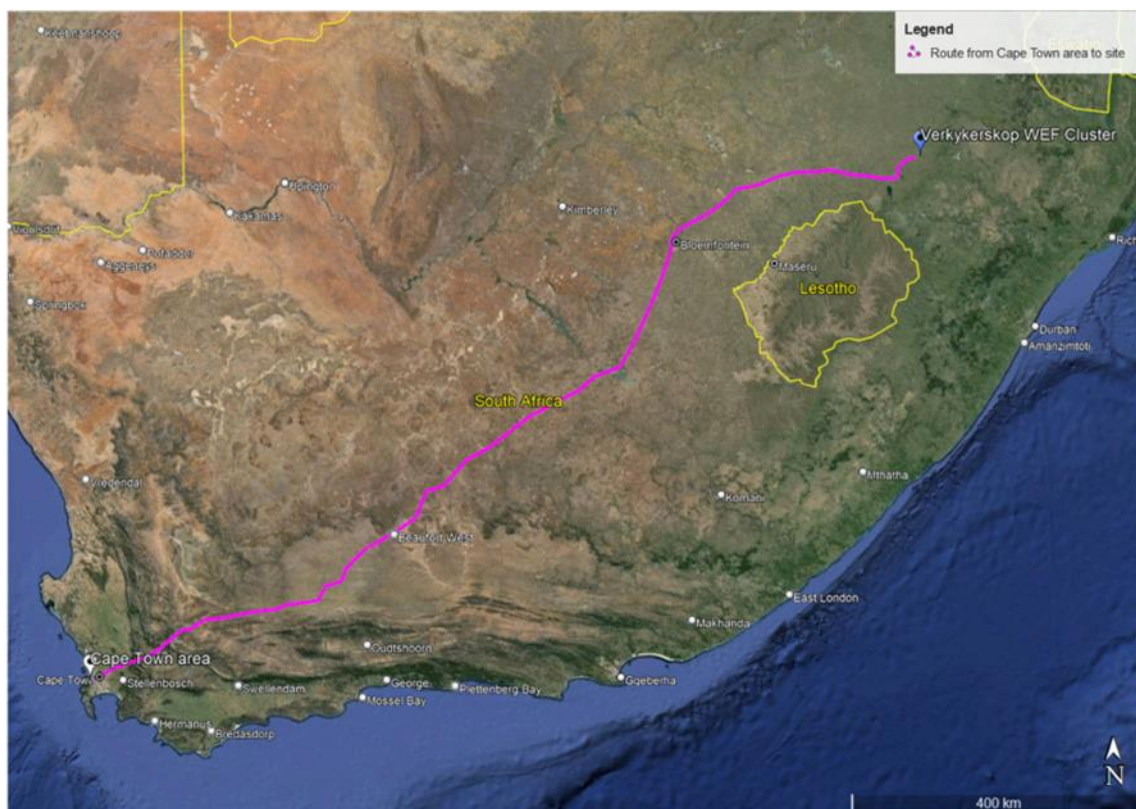 Legend
Route from Cape Town area to site
Keetmanshoop
Verkykerskop WEF Cluster
Upington
Kakamas
Kimberley
Vioolsdrif
Pofadder
Aggeneys
Bloemfontein
Rich
Maseru
Lesotho
Springbok
Durban
Amanzimtoti
South Africa
Mthatha
Vredendal
Komani
Beaufort West
East London
Makhanda
Oudtshoorn
Cape Town area
Cape Town
Stellenbosch
Swellendam
George
Plettenberg Bay
Gqeberha
Mossel Bay
Hermanus
Bredasdorp
N
400 km